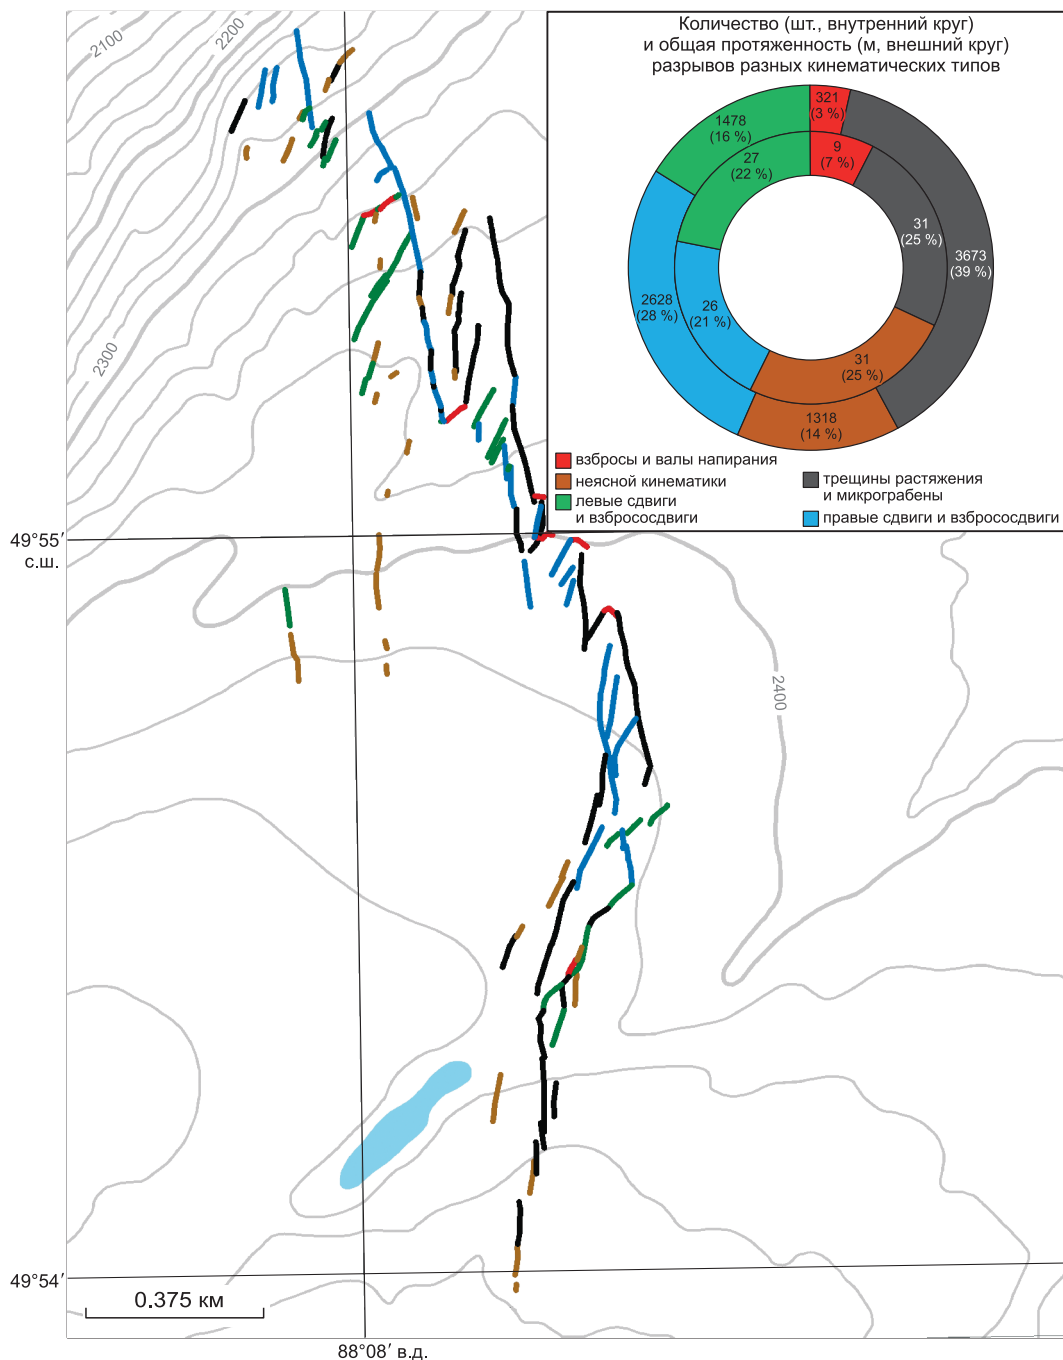 Количество (шт., внутренний круг)
и общая протяженность (м, внешний круг)
разрывов разных кинематических типов
321
(3 %)
9
(7 %)
1478
(16 %)
27
(22 %)
31
(25 %)
3673
(39 %)
2628
(28 %)
26
(21 %)
31
(25 %)
1318
(14 %)
взбросы и валы напирания
неясной кинематики
левые сдвиги
и взбрососдвиги
трещины растяжения
и микрограбены
правые сдвиги и взбрососдвиги
2100
2200
2300
2400
49°55′
с.ш.
49°54′
0.375 км
88°08′ в.д.